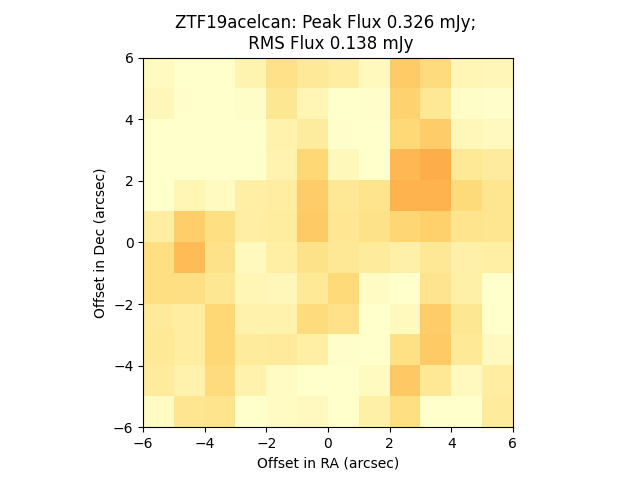 ZTF19acelcan: Peak Flux 0.326 mJy;
RMS Flux 0.138 mJy
6
4
2
0
−2
−4
−6
Offset in Dec (arcsec)
−6 −4 −2 0 2 4 6
Offset in RA (arcsec)